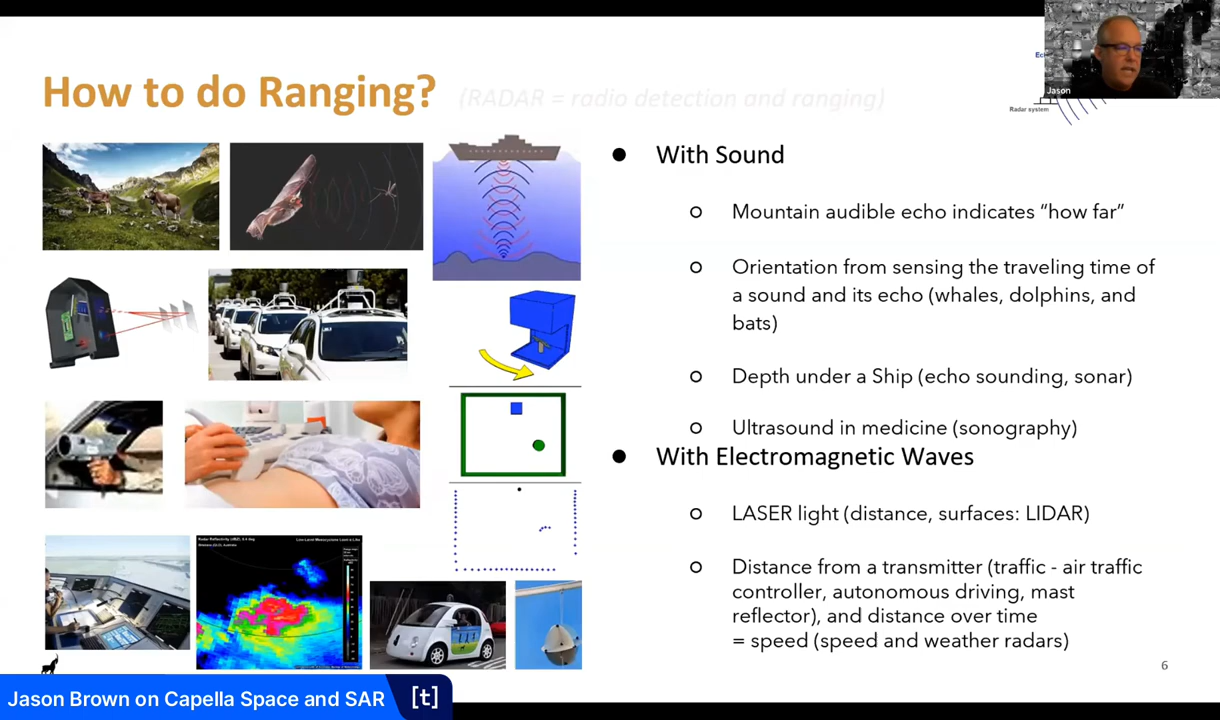 How to do Ranging?
(RADAR = radio detection and ranging)
Radar system
Jason
● With Sound
○ Mountain audible echo indicates “how far”
○ Orientation from sensing the traveling time of
a sound and its echo (whales, dolphins, and
bats)
○ Depth under a Ship (echo sounding, sonar)
○ Ultrasound in medicine (sonography)
● With Electromagnetic Waves
○ LASER light (distance, surfaces: LIDAR)
○ Distance from a transmitter (traffic - air traffic
controller, autonomous driving, mast
reflector), and distance over time
= speed (speed and weather radars)
6
Jason Brown on Capella Space and SAR
[t]